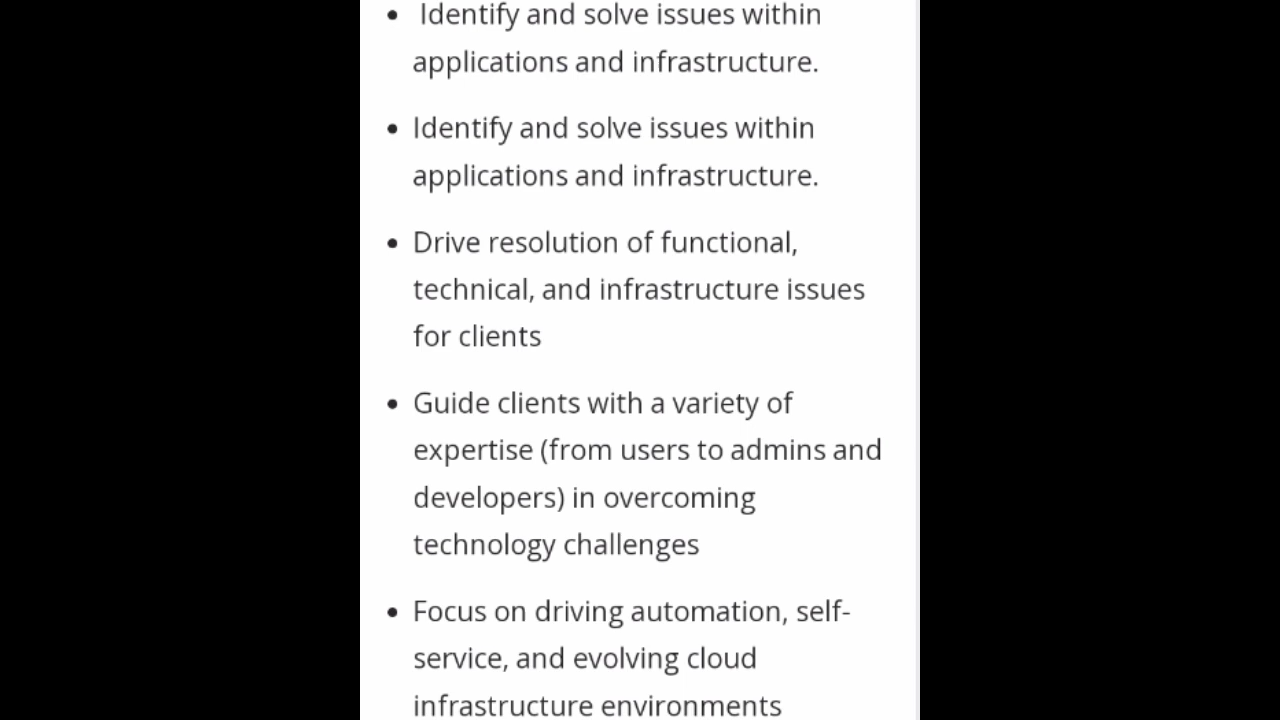 • Identify and solve issues within
applications and infrastructure.
• Identify and solve issues within
applications and infrastructure.
• Drive resolution of functional,
technical, and infrastructure issues
for clients
• Guide clients with a variety of
expertise (from users to admins and
developers) in overcoming
technology challenges
• Focus on driving automation, self-
service, and evolving cloud
infrastructure environments